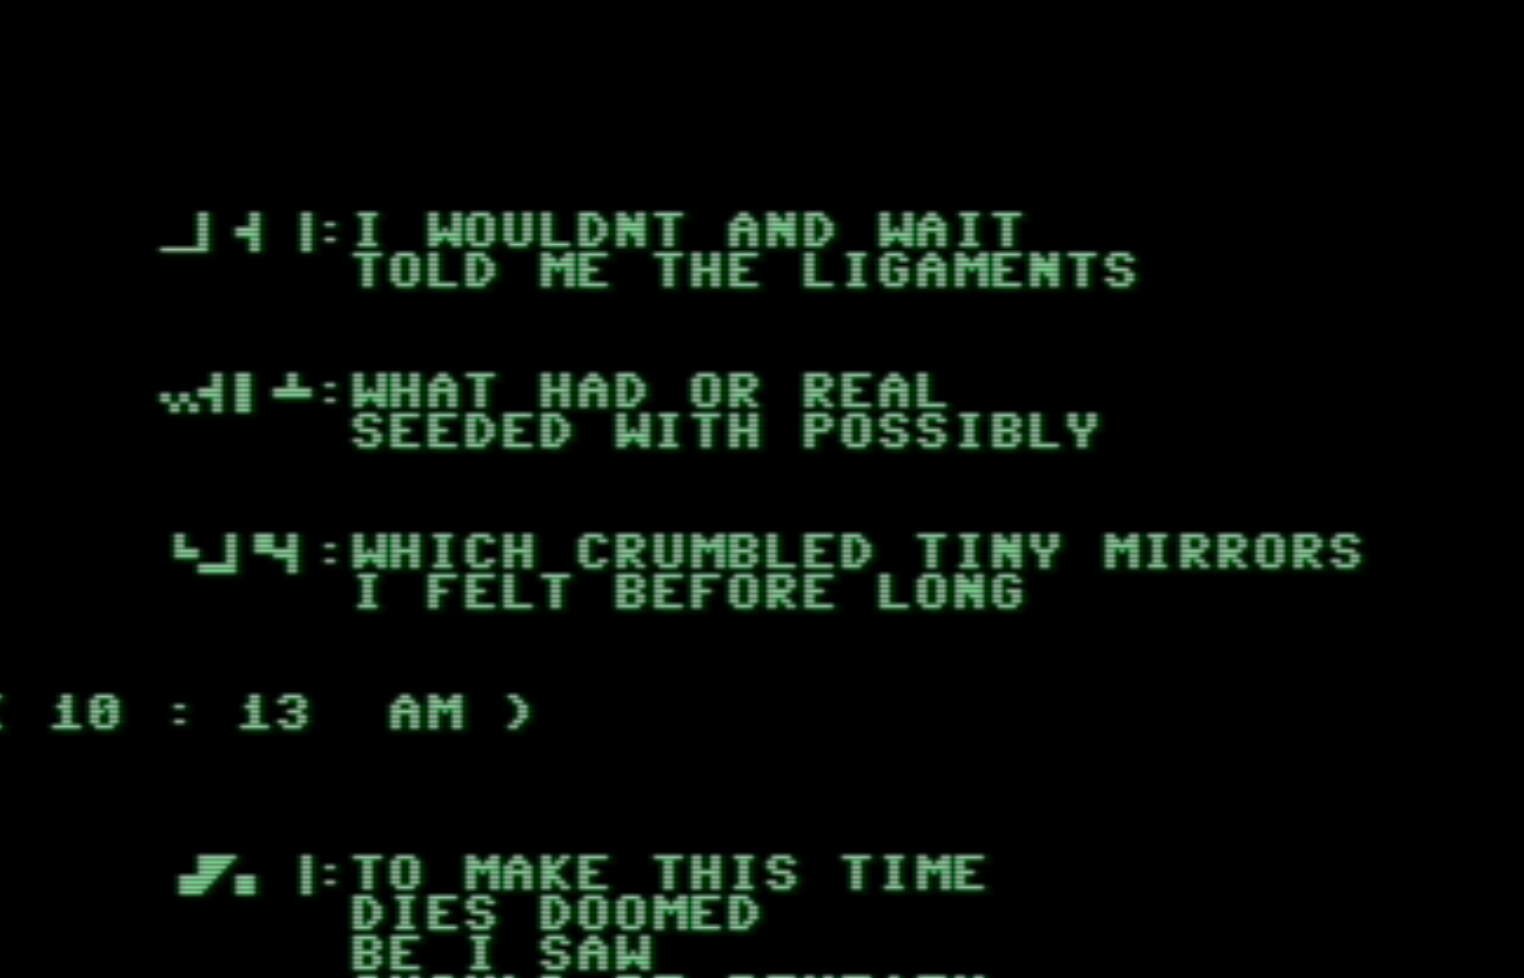 : I WOULDNT AND WAIT
TOLD ME THE LIGAMENTS
: WHAT HAD OR REAL
SEEDED WITH POSSIBLY
: WHICH CRUMBLED TINY MIRRORS
I FELT BEFORE LONG
10 : 13 AM )
: TO MAKE THIS TIME
DIES DOOMED
BE I SAW